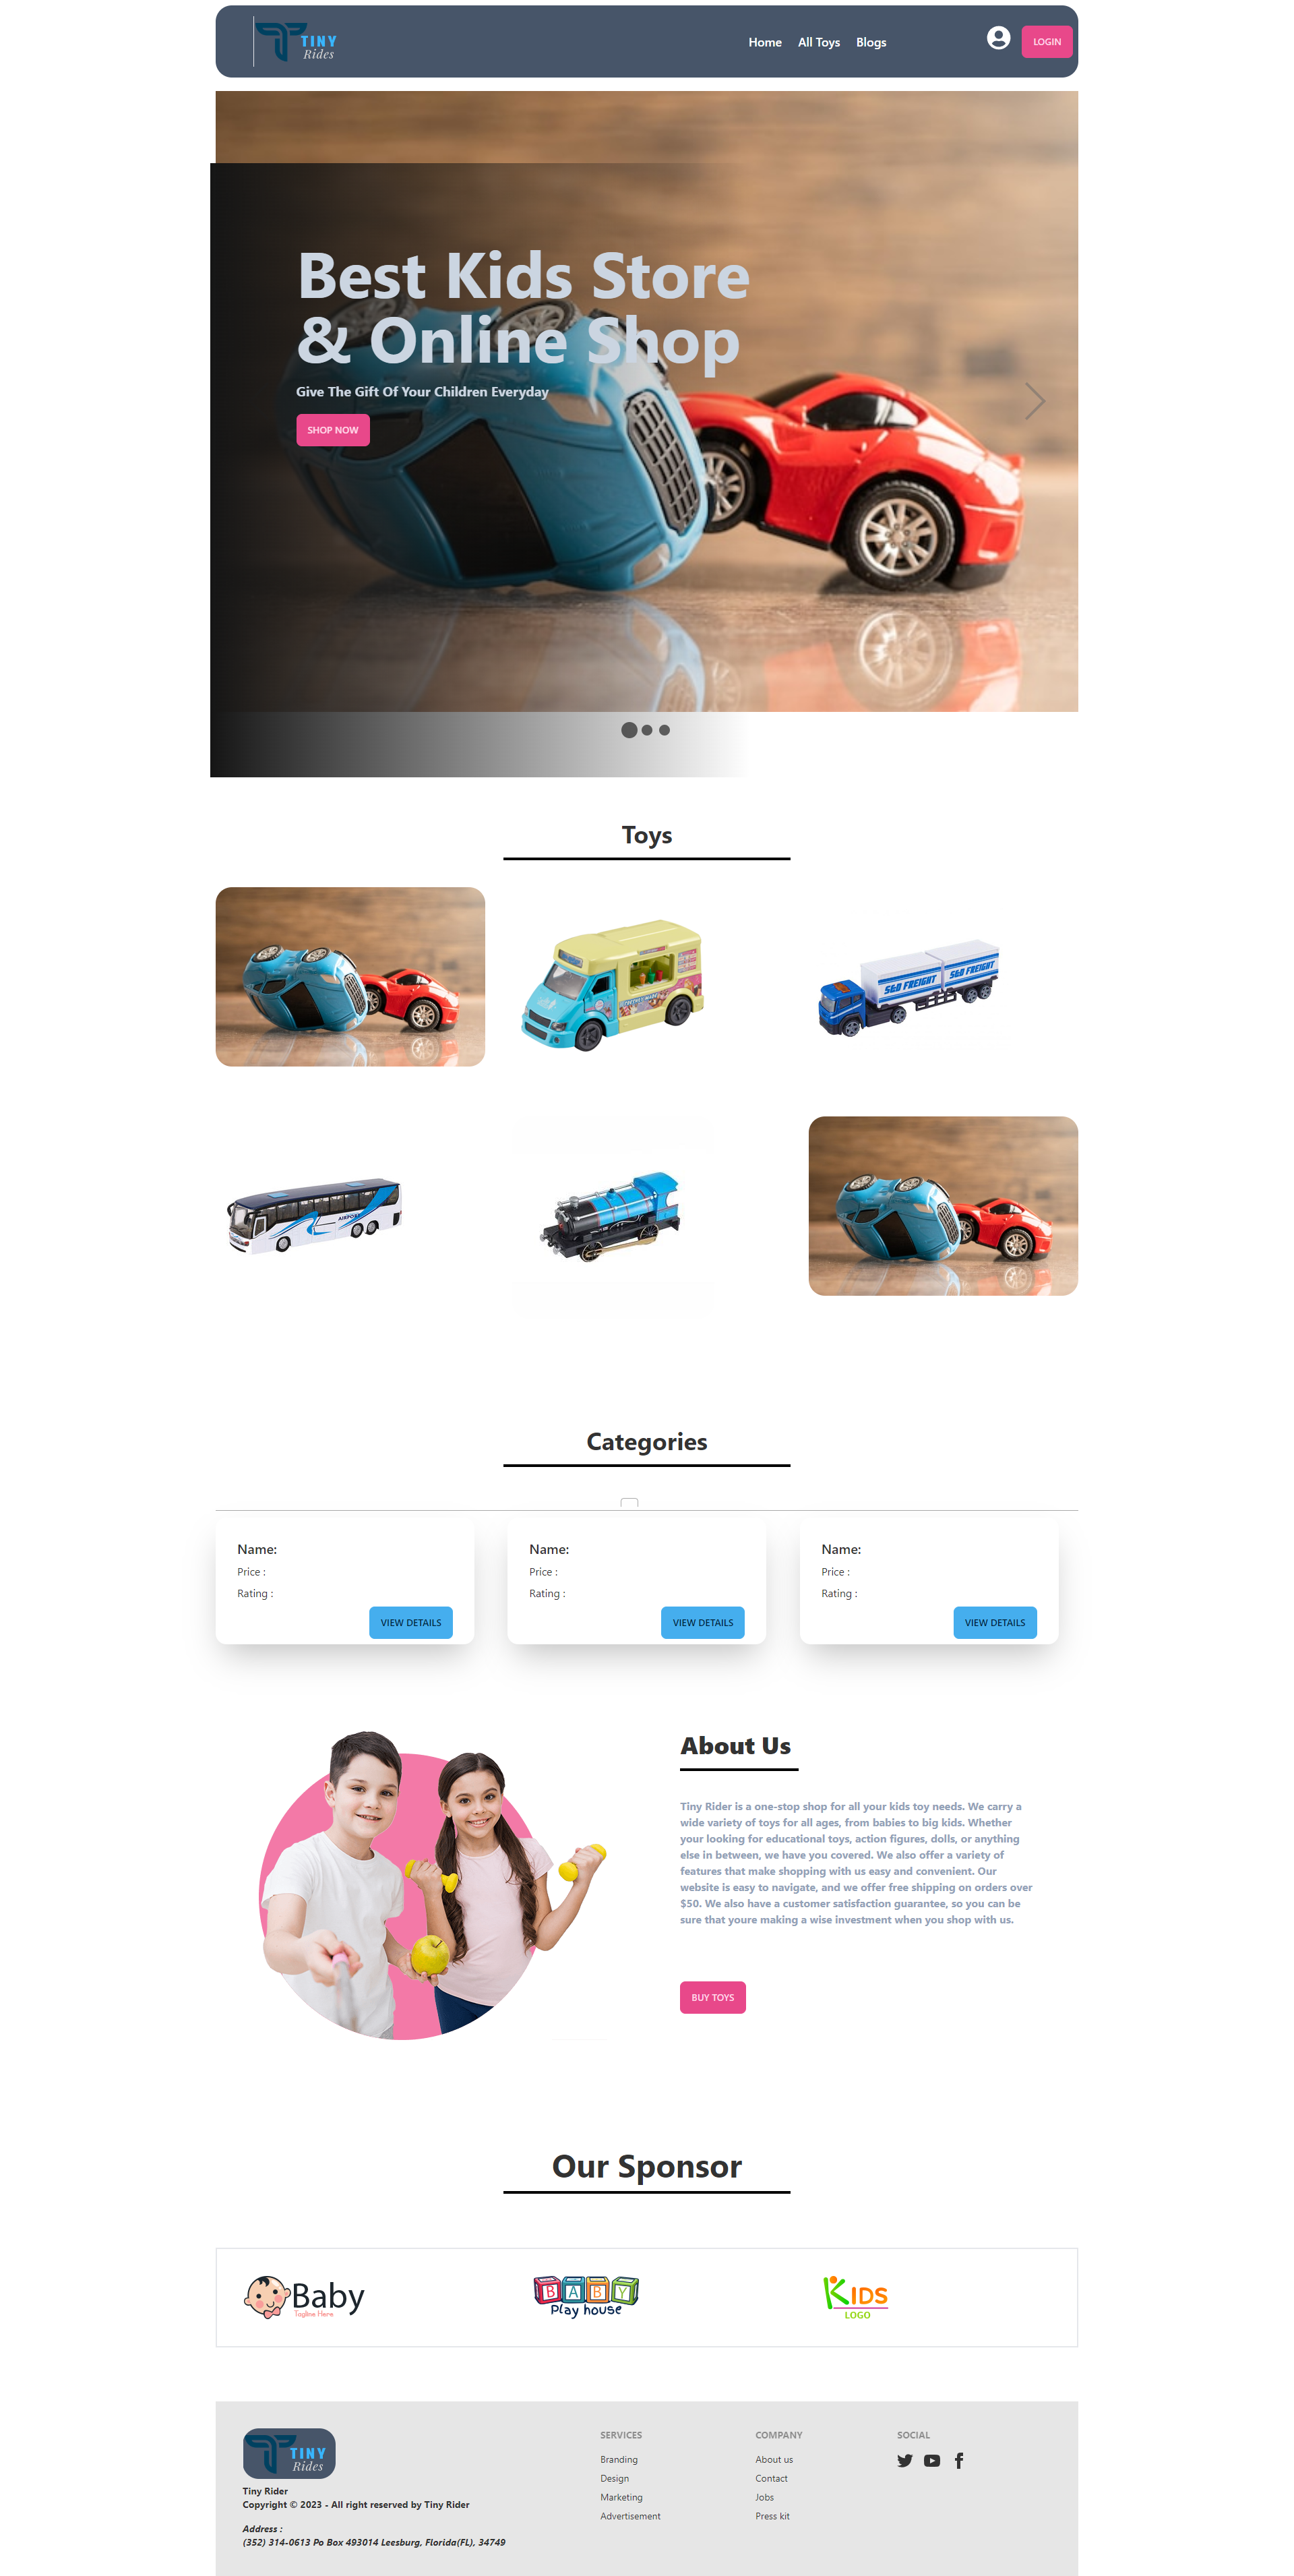 TINY
Rides
Home
All Toys
Blogs
LOGIN
Best Kids Store
& Online Shop
Give The Gift Of Your Children Everyday
SHOP NOW
Toys
S&D FREIGHT
S&D FREIGHT
AIRPORT
Categories
Name:
Price :
Rating :
VIEW DETAILS
Name:
Price :
Rating :
VIEW DETAILS
Name:
Price :
Rating :
VIEW DETAILS
About Us
Tiny Rider is a one-stop shop for all your kids toy needs. We carry a
wide variety of toys for all ages, from babies to big kids. Whether
your looking for educational toys, action figures, dolls, or anything
else in between, we have you covered. We also offer a variety of
features that make shopping with us easy and convenient. Our
website is easy to navigate, and we offer free shipping on orders over
$50. We also have a customer satisfaction guarantee, so you can be
sure that youre making a wise investment when you shop with us.
BUY TOYS
Our Sponsor
Baby
Tagline Here
BABY
Play house
KIDS
LOGO
TINY
Rides
Tiny Rider
Copyright © 2023 - All right reserved by Tiny Rider
Address :
(352) 314-0613 Po Box 493014 Leesburg, Florida(FL), 34749
SERVICES
Branding
Design
Marketing
Advertisement
COMPANY
About us
Contact
Jobs
Press kit
SOCIAL